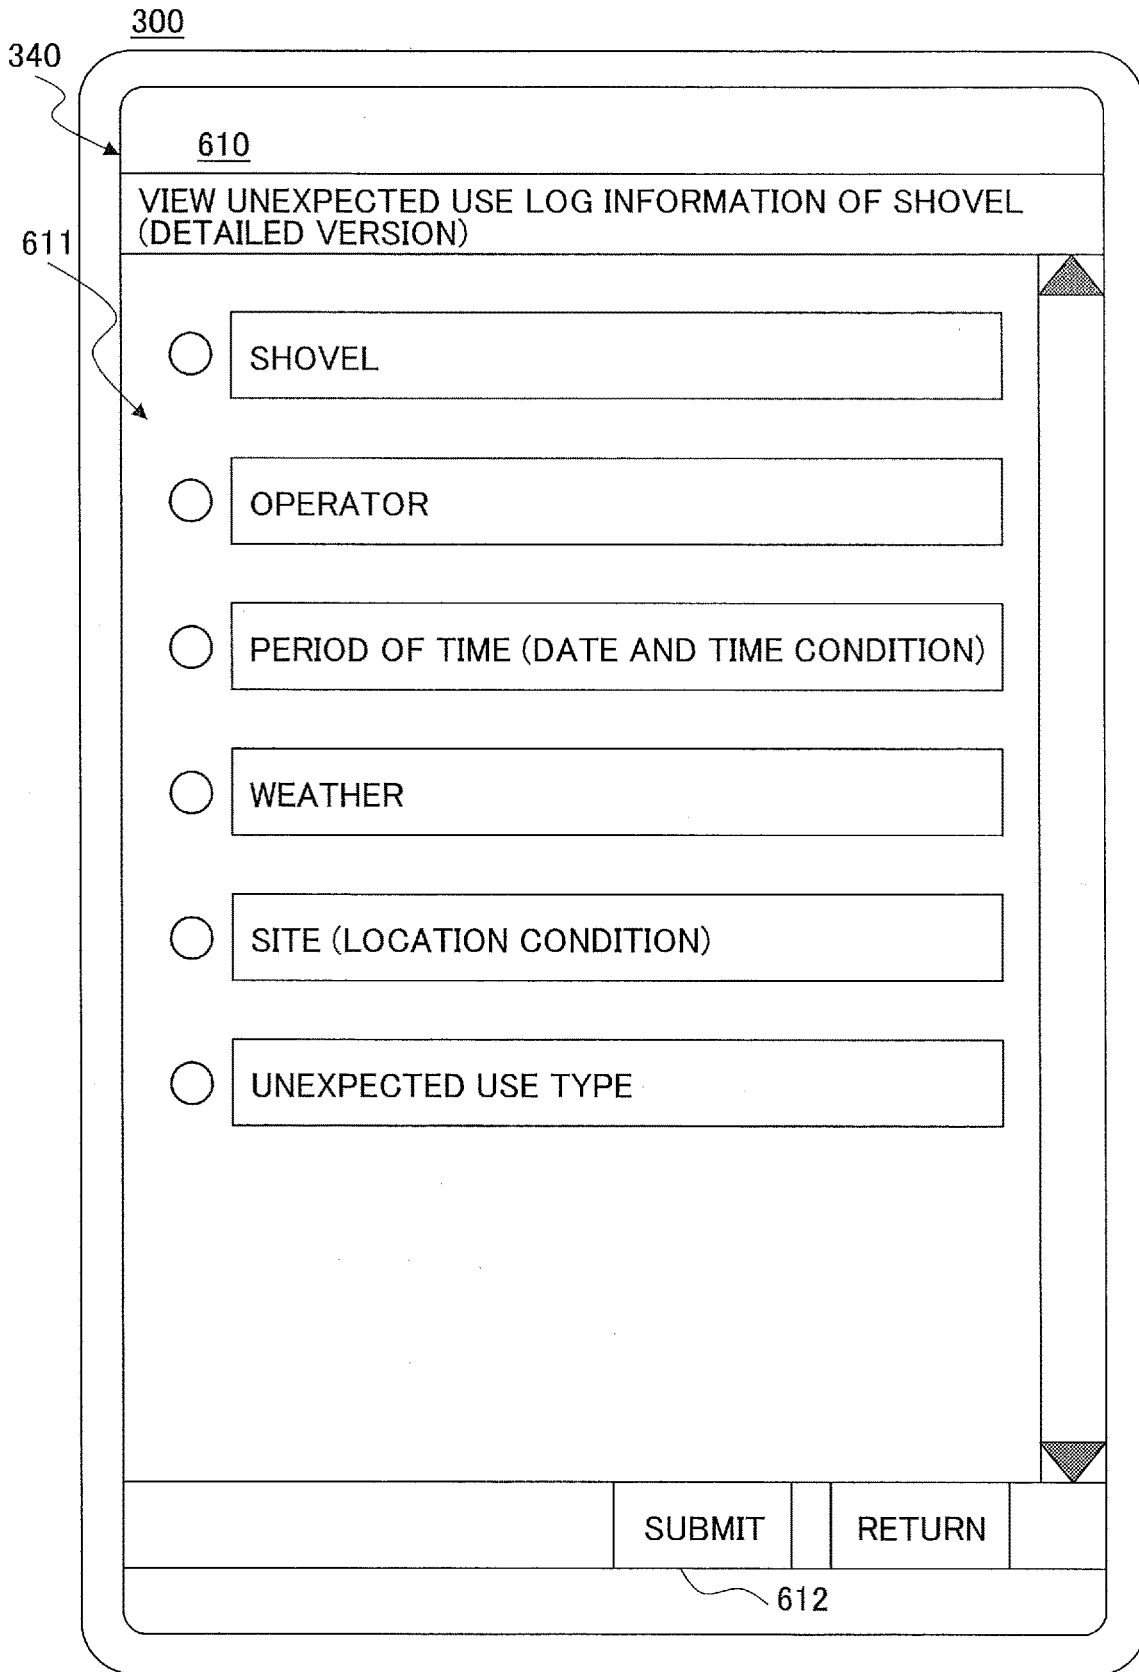 300
340
610
VIEW UNEXPECTED USE LOG INFORMATION OF SHOVEL
(DETAILED VERSION)
611
SHOVEL
OPERATOR
PERIOD OF TIME (DATE AND TIME CONDITION)
WEATHER
SITE (LOCATION CONDITION)
UNEXPECTED USE TYPE
SUBMIT
RETURN
612